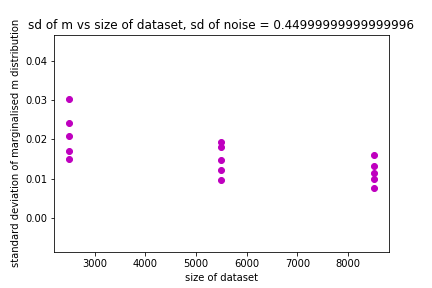 sd of m vs size of dataset, sd of noise = 0.44999999999999996
standard deviation of marginalised m distribution
0.04
0.03
0.02
0.01
0.00
3000 4000 5000 6000 7000 8000
size of dataset